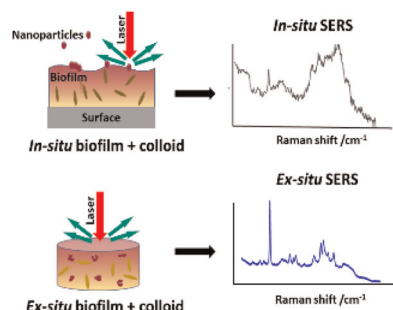 Nanoparticles
Laser
Biofilm
Surface
In-situ biofilm + colloid
In-situ SERS
Raman shift /cm-1
Laser
Ex-situ biofilm + colloid
Ex-situ SERS
Raman shift /cm-1